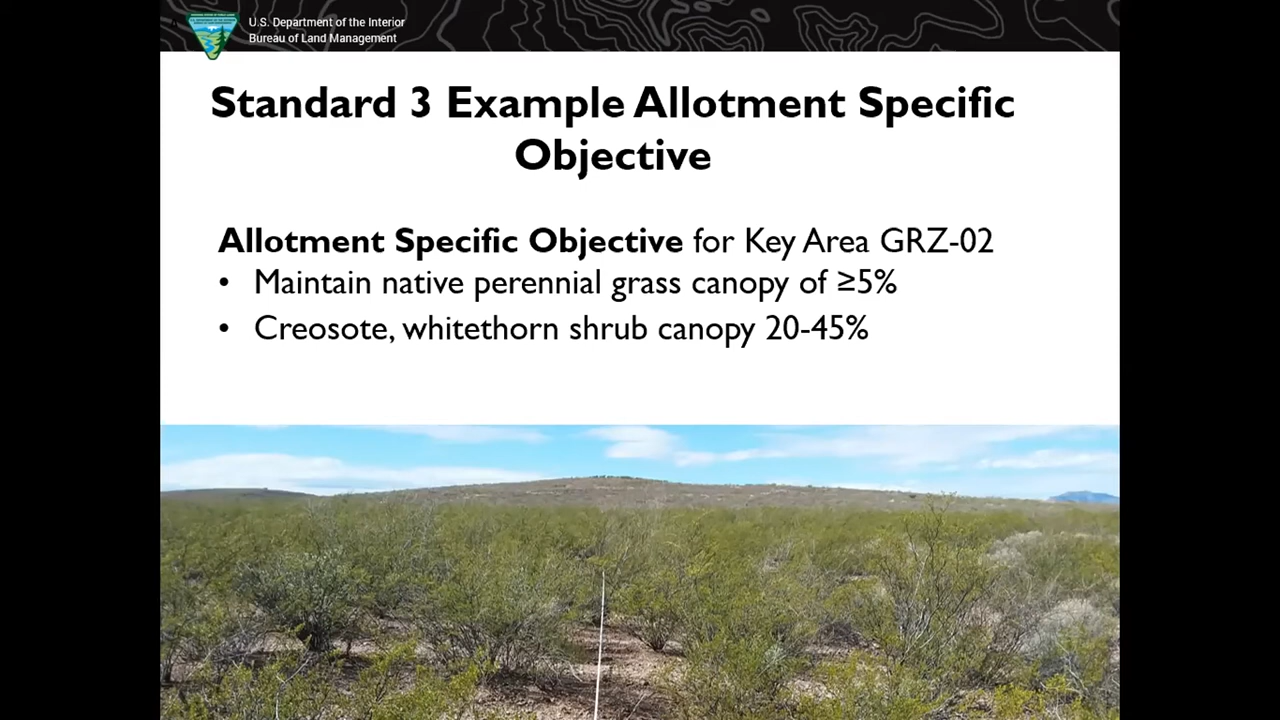 U.S. Department of the Interior
Bureau of Land Management
Standard 3 Example Allotment Specific
Objective
Allotment Specific Objective for Key Area GRZ-02
• Maintain native perennial grass canopy of ≥5%
• Creosote, whitethorn shrub canopy 20-45%